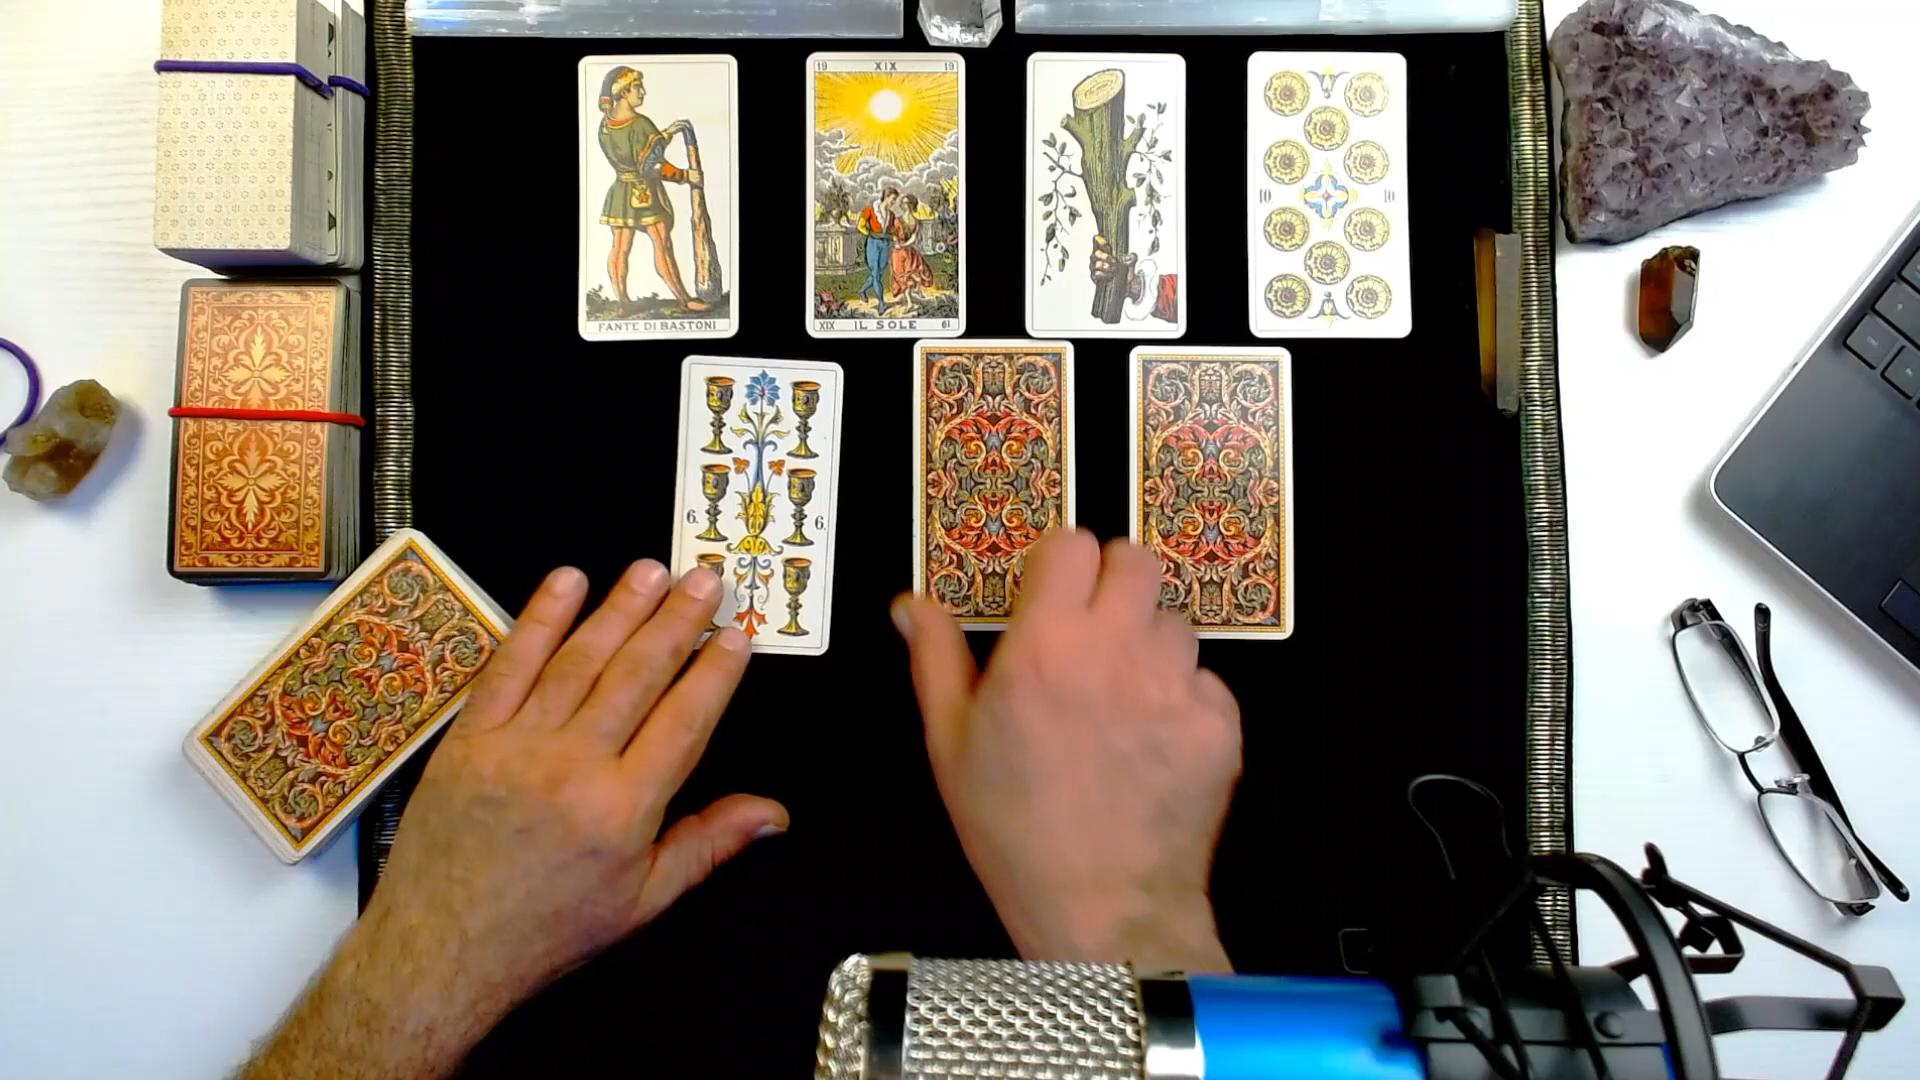 FANTE DI BASTONI
19 XIX 19
XIX IL SOLE 61
10 10
6. 6.